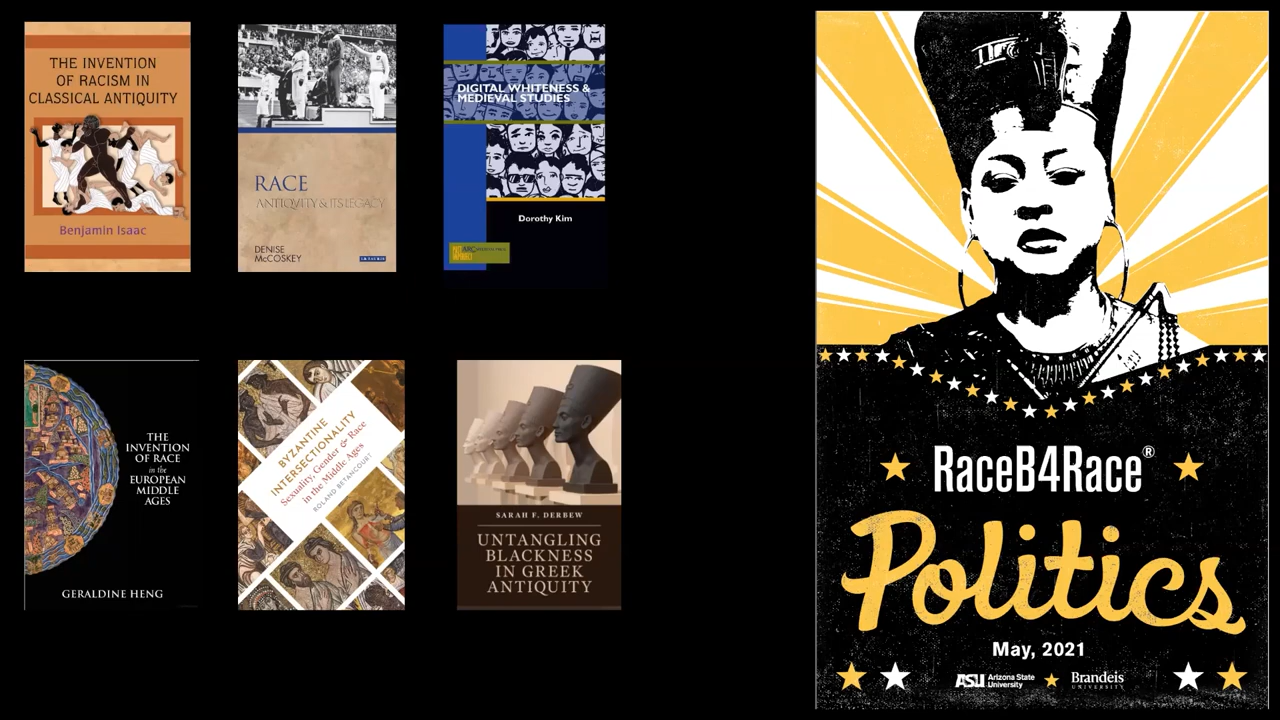 THE INVENTION
OF RACISM IN
CLASSICAL ANTIQUITY
Benjamin Isaac
RACE
ANTIQVITY & ITS LEGACY
DENISE
McCOSKEY
DIGITAL WHITENESS &
MEDIEVAL STUDIES
Dorothy Kim
THE
INVENTION
OF RACE
in the
EUROPEAN
MIDDLE
AGES
GERALDINE HENG
BYZANTINE
INTERSECTIONALITY
Sexuality, Gender & Race
in the Middle Ages
ROLAND BETANCOURT
SARAH F. DERBEW
UNTANGLING
BLACKNESS
IN GREEK
ANTIQUITY
RaceB4Race®
Politics
May, 2021
ASU Arizona State
University
Brandeis
UNIVERSITY